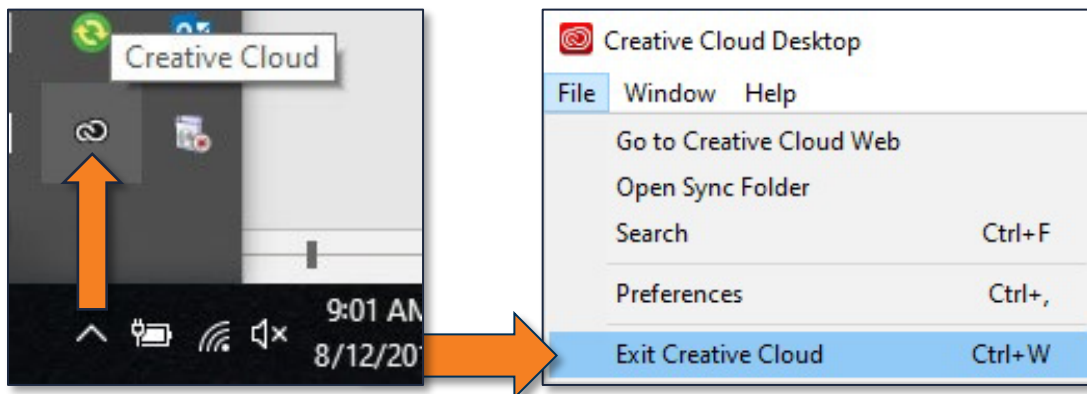 Creative Cloud
9:01 AM
8/12/201
Creative Cloud Desktop
File Window Help
Go to Creative Cloud Web
Open Sync Folder
Search Ctrl+F
Preferences Ctrl+,
Exit Creative Cloud Ctrl+W